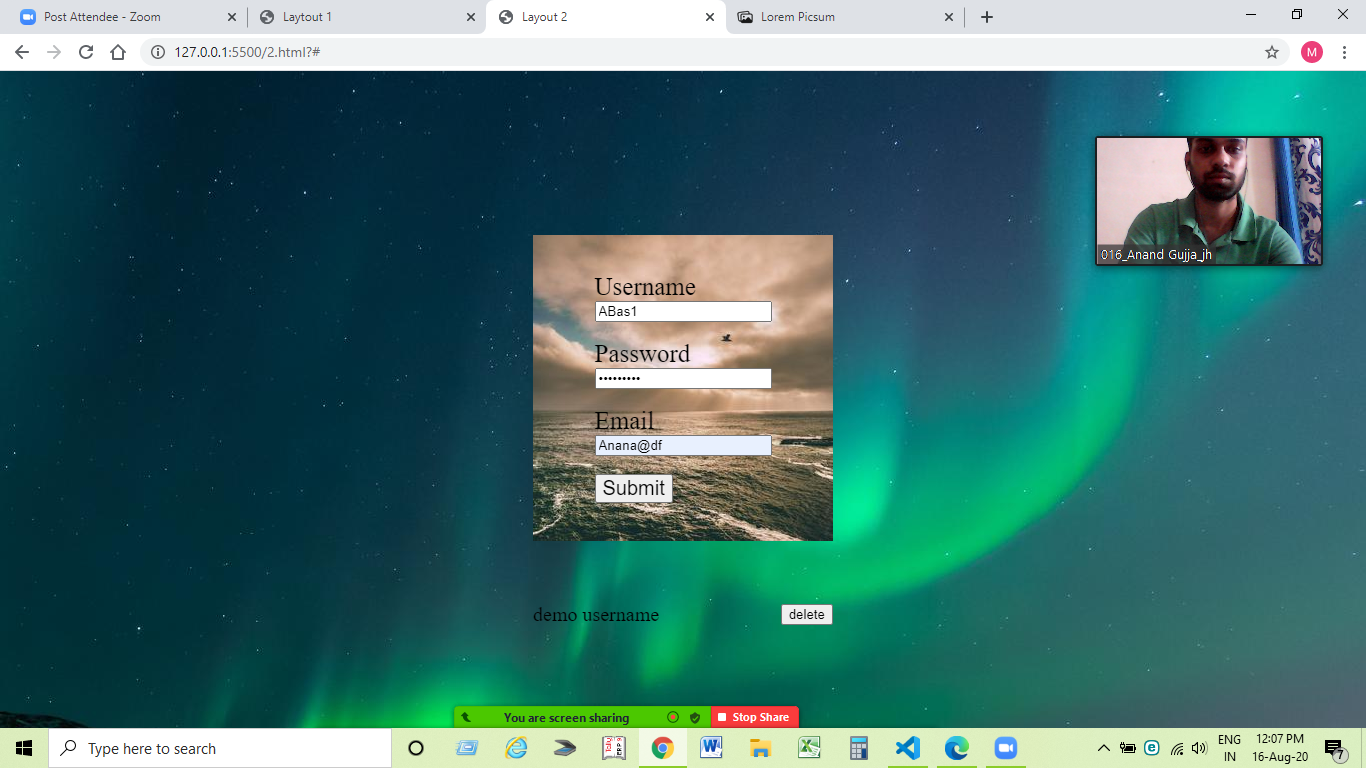 Post Attendee - Zoom
Laytout 1
Layout 2
Lorem Picsum
127.0.0.1:5500/2.html?#
M
016_Anand Gujja_jh
Username
ABas1
Password
•••••••••
Email
Anana@df
Submit
demo username
delete
You are screen sharing
Stop Share
Type here to search
ENG
IN
12:07 PM
16-Aug-20
7